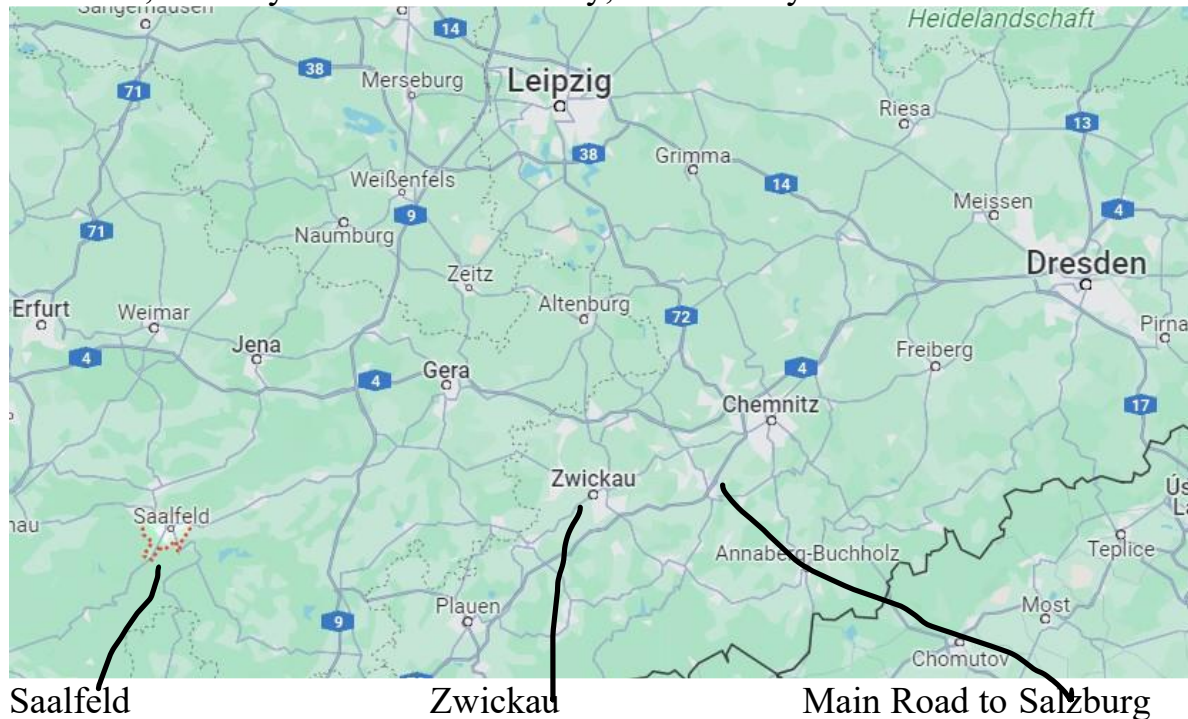 Sangerhausen
Heidelandschaft
14
38
Merseburg
Leipzig
71
Riesa
13
38
Grimma
14
Weißenfels
9
Meissen
4
71
Naumburg
Dresden
Zeitz
Altenburg
Erfurt
Weimar
72
Pirna
Jena
4
Freiberg
4
Gera
4
Chemnitz
17
Zwickau
Saalfeld
Annaberg-Buchholz
Teplice
Plauen
Most
9
Chomutov
Saalfeld
Zwickau
Main Road to Salzburg